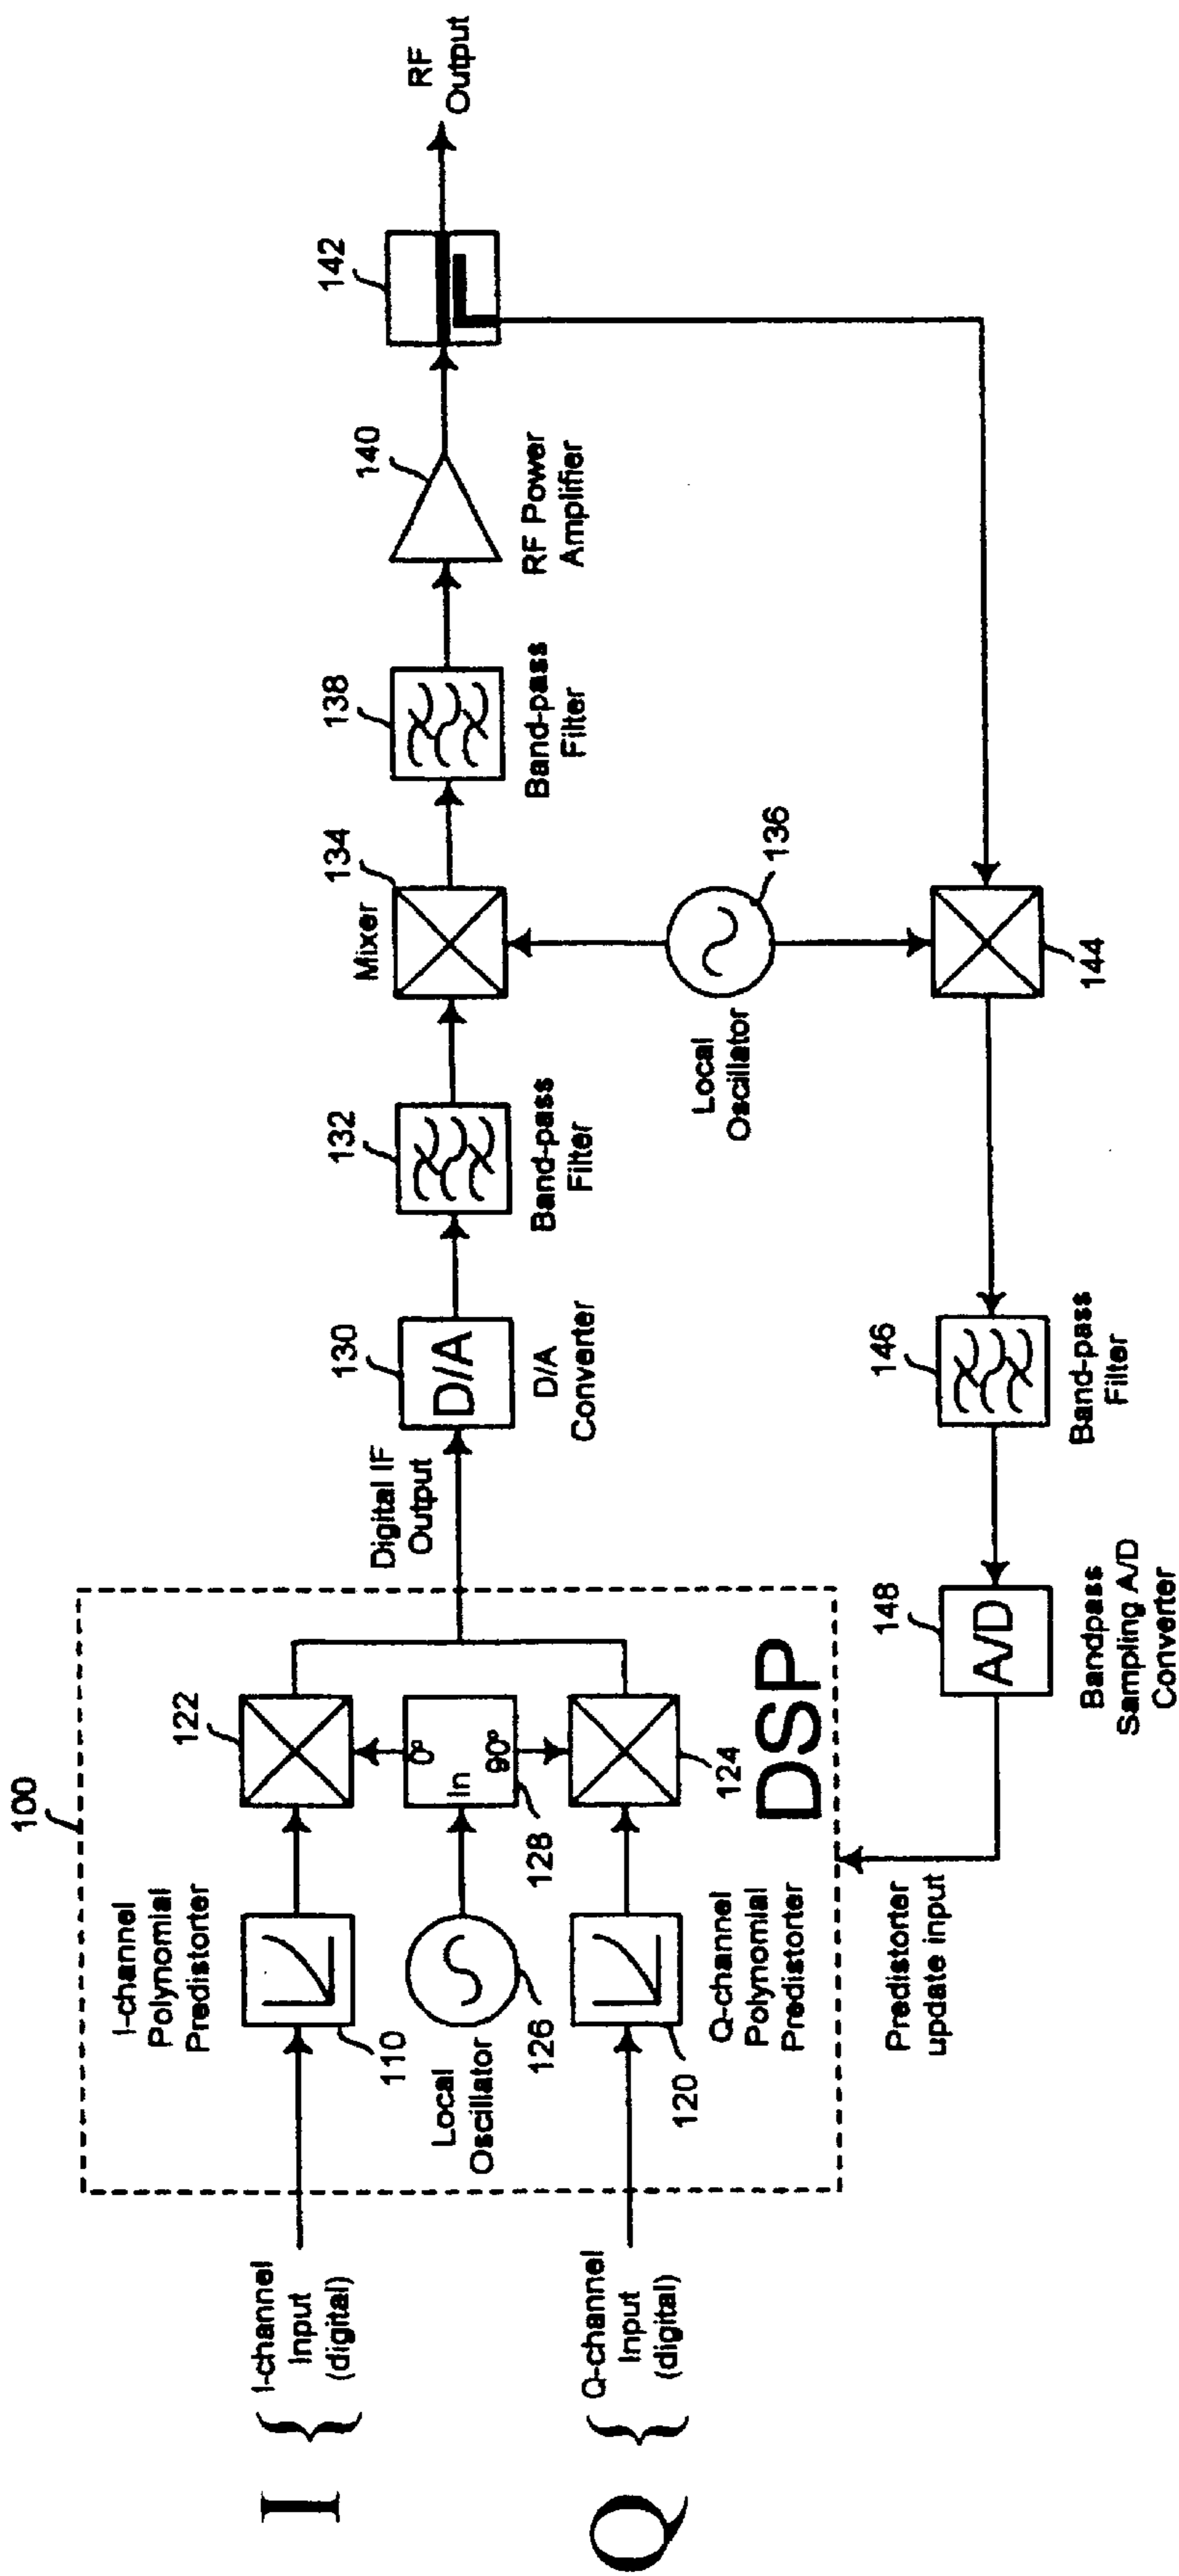 100
I
I-channel
Input
(digital)
I-channel
Polynomial
Predistorter
110
122
Local
Oscillator
126
In
0°
90°
128
Q
Q-channel
Input
(digital)
120
Q-channel
Polynomial
Predistorter
124
DSP
Digital IF
Output
130
D/A
D/A
Converter
132
Band-pass
Filter
Mixer
134
138
Band-pass
Filter
140
RF Power
Amplifier
142
RF
Output
Local
Oscillator
136
144
146
Band-pass
Filter
148
A/D
Bandpass
Sampling A/D
Converter
Predistorter
update input